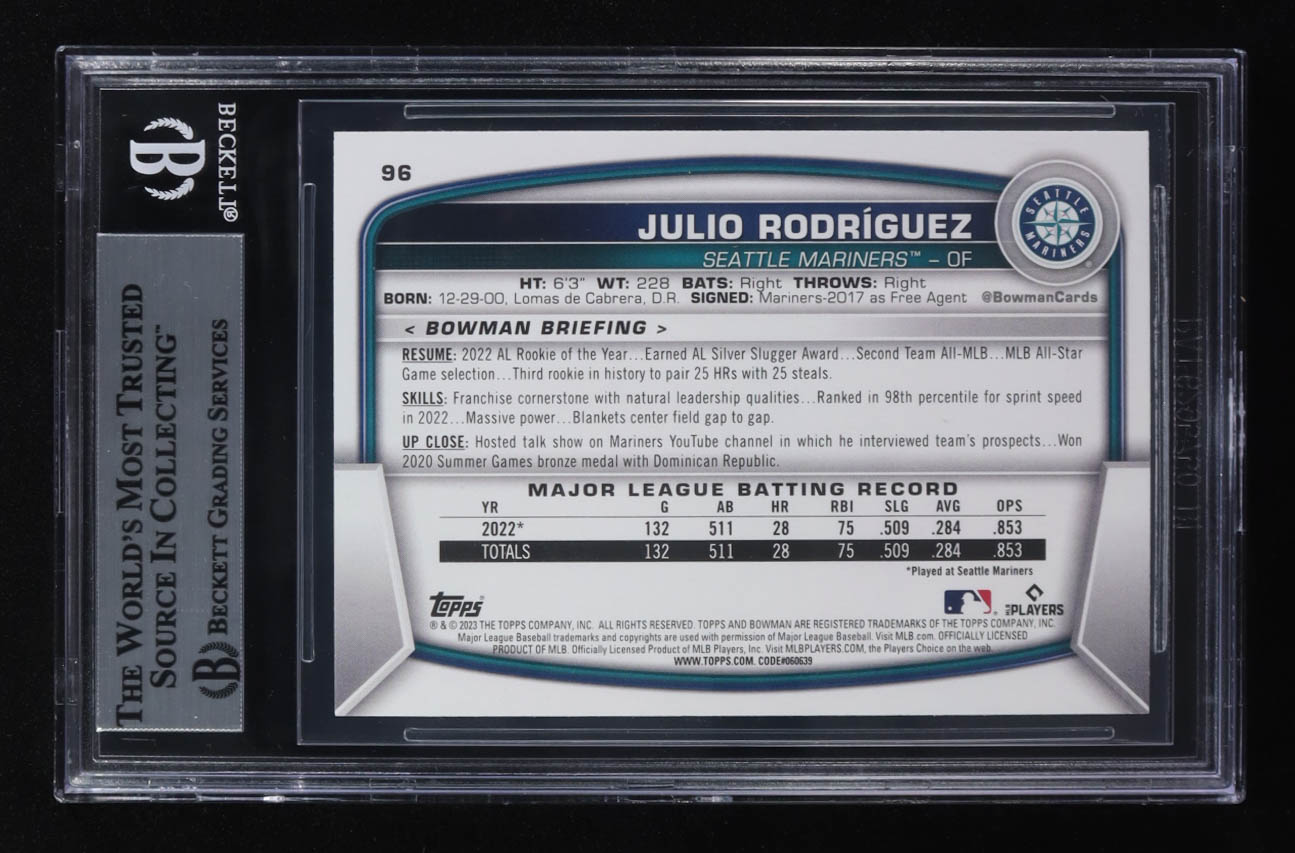 BECKETT®
THE WORLD'S MOST TRUSTED
SOURCE IN COLLECTING™
B BECKETT GRADING SERVICES
96
JULIO RODRÍGUEZ
SEATTLE MARINERS™ – OF
SEATTLE
MARINERS
HT: 6'3" WT: 228 BATS: Right THROWS: Right
BORN: 12-29-00, Lomas de Cabrera, D.R. SIGNED: Mariners-2017 as Free Agent @BowmanCards
< BOWMAN BRIEFING >
RESUME: 2022 AL Rookie of the Year...Earned AL Silver Slugger Award...Second Team All-MLB...MLB All-Star
Game selection...Third rookie in history to pair 25 HRs with 25 steals.
SKILLS: Franchise cornerstone with natural leadership qualities...Ranked in 98th percentile for sprint speed
in 2022...Massive power...Blankets center field gap to gap.
UP CLOSE: Hosted talk show on Mariners YouTube channel in which he interviewed team's prospects...Won
2020 Summer Games bronze medal with Dominican Republic.
MAJOR LEAGUE BATTING RECORD
YR G AB HR RBI SLG AVG OPS
2022* 132 511 28 75 .509 .284 .853
TOTALS 132 511 28 75 .509 .284 .853
*Played at Seattle Mariners
TOPPS® PLAYERS
® & © 2023 THE TOPPS COMPANY, INC. ALL RIGHTS RESERVED. TOPPS AND BOWMAN ARE REGISTERED TRADEMARKS OF THE TOPPS COMPANY, INC.
Major League Baseball trademarks and copyrights are used with permission of Major League Baseball. Visit MLB.com. OFFICIALLY LICENSED
PRODUCT OF MLB. Officially Licensed Product of MLB Players, Inc. Visit MLBPLAYERS.COM, the Players Choice on the web.
WWW.TOPPS.COM. CODE#060639